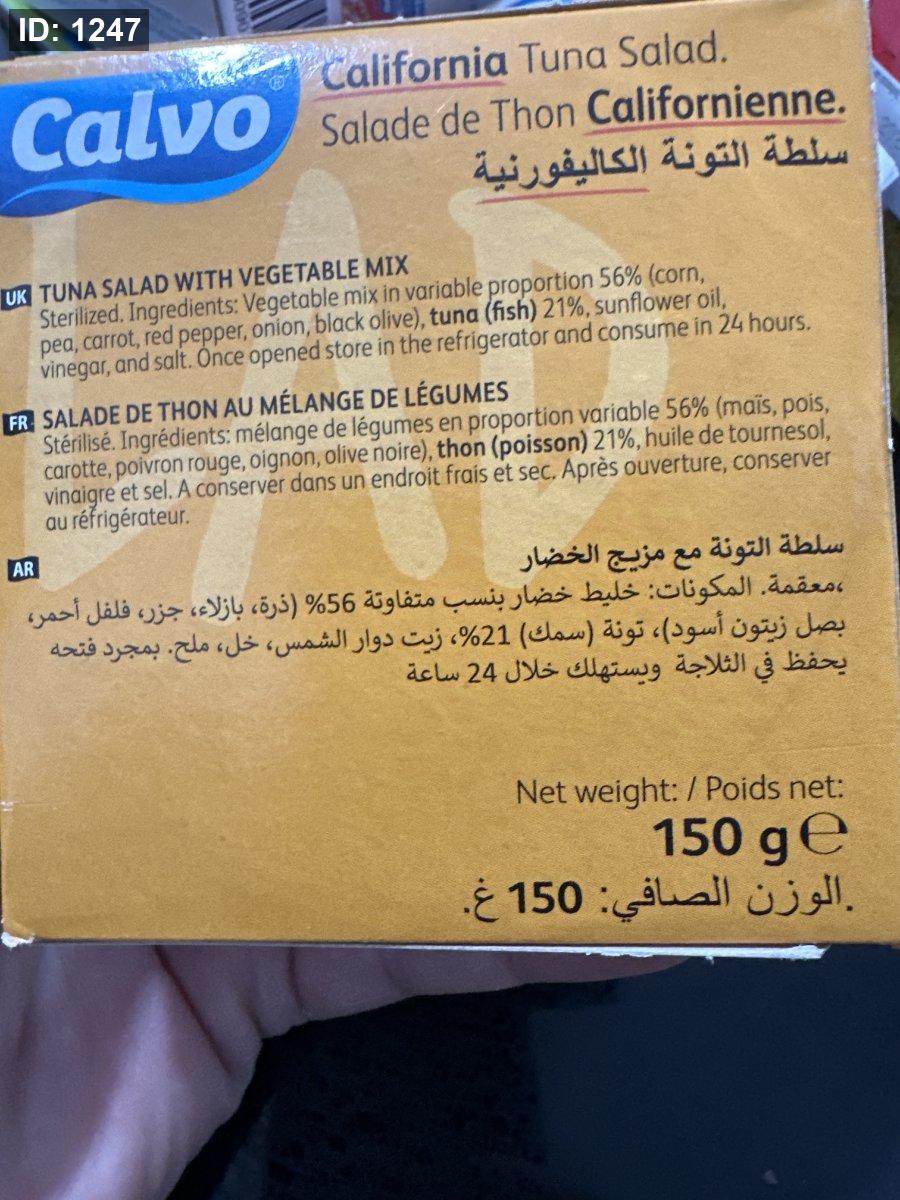 ID: 1247
Calvo®
California Tuna Salad.
Salade de Thon Californienne.
سلطة التونة الكاليفورنية
UK TUNA SALAD WITH VEGETABLE MIX
Sterilized. Ingredients: Vegetable mix in variable proportion 56% (corn,
pea, carrot, red pepper, onion, black olive), tuna (fish) 21%, sunflower oil,
vinegar, and salt. Once opened store in the refrigerator and consume in 24 hours.
FR SALADE DE THON AU MÉLANGE DE LÉGUMES
Stérilisé. Ingrédients: mélange de légumes en proportion variable 56% (maïs, pois,
carotte, poivron rouge, oignon, olive noire), thon (poisson) 21%, huile de tournesol,
vinaigre et sel. A conserver dans un endroit frais et sec. Après ouverture, conserver
au réfrigérateur.
AR سلطة التونة مع مزيج الخضار
،معقمة. المكونات: خليط خضار بنسب متفاوتة 56% (ذرة، بازلاء، جزر، فلفل أحمر،
بصل زيتون أسود)، تونة (سمك) 21%، زيت دوار الشمس، خل، ملح. بمجرد فتحه
يحفظ في الثلاجة ويستهلك خلال 24 ساعة
Net weight: / Poids net:
150 g ℮
.الوزن الصافي: 150 غ.